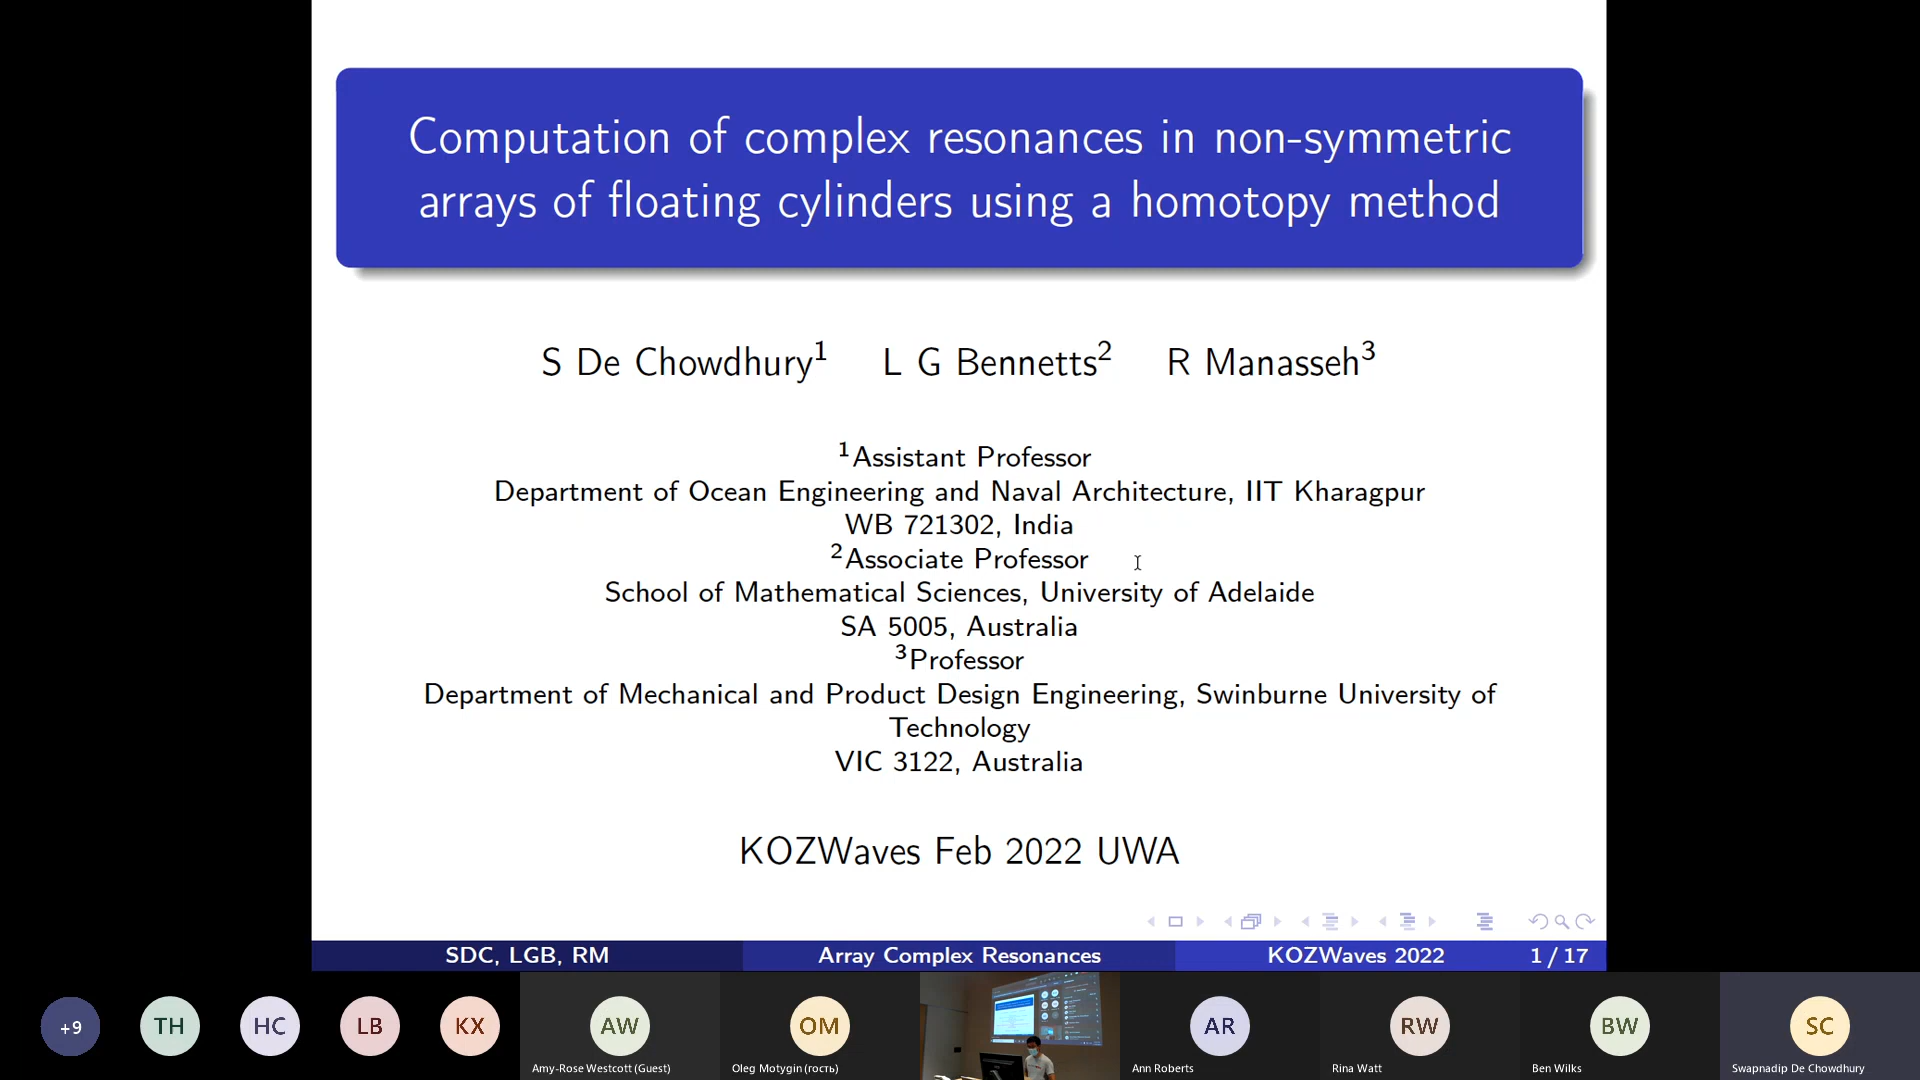 Computation of complex resonances in non-symmetric
arrays of floating cylinders using a homotopy method
S De Chowdhury1 L G Bennetts2 R Manasseh3
1Assistant Professor
Department of Ocean Engineering and Naval Architecture, IIT Kharagpur
WB 721302, India
2Associate Professor
School of Mathematical Sciences, University of Adelaide
SA 5005, Australia
3Professor
Department of Mechanical and Product Design Engineering, Swinburne University of
Technology
VIC 3122, Australia
KOZWaves Feb 2022 UWA
SDC, LGB, RM Array Complex Resonances KOZWaves 2022 1 / 17
+9 TH HC LB KX AW OM AR RW BW SC
Amy-Rose Westcott (Guest) Oleg Motygin (гость) Ann Roberts Rina Watt Ben Wilks Swapnadip De Chowdhury